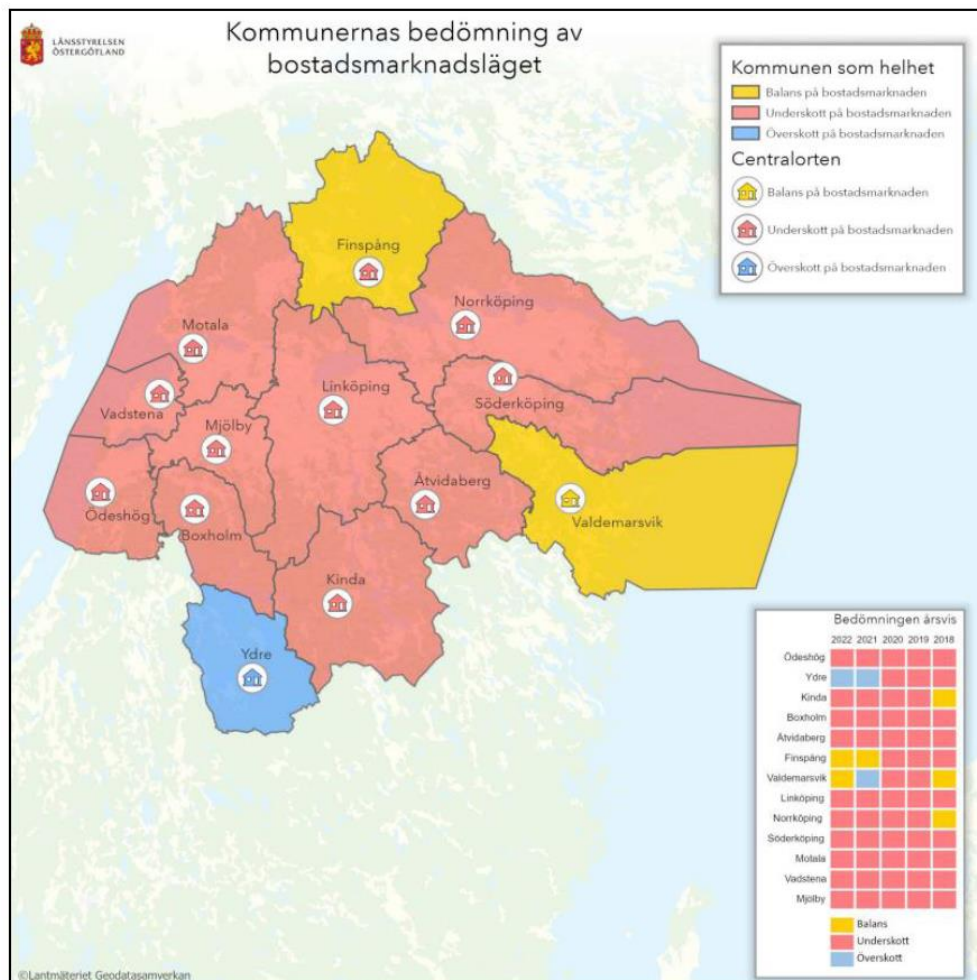 LÄNSSTYRELSEN
ÖSTERGÖTLAND
Kommunernas bedömning av
bostadsmarknadsläget
Kommunen som helhet
Balans på bostadsmarknaden
Underskott på bostadsmarknaden
Överskott på bostadsmarknaden
Centralorten
Balans på bostadsmarknaden
Underskott på bostadsmarknaden
Överskott på bostadsmarknaden
Finspång
Norrköping
Motala
Linköping
Vadstena
Söderköping
Mjölby
Åtvidaberg
Ödeshög
Valdemarsvik
Boxholm
Kinda
Ydre
Bedömningen årsvis
2022 2021 2020 2019 2018
Ödeshög
Ydre
Kinda
Boxholm
Åtvidaberg
Finspång
Valdemarsvik
Linköping
Norrköping
Söderköping
Motala
Vadstena
Mjölby
Balans
Underskott
Överskott
©Lantmäteriet Geodatasamverkan